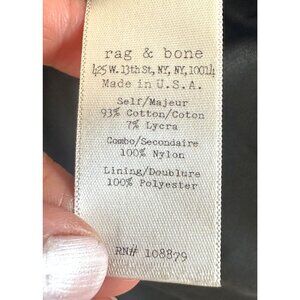 rag & bone
425 W. 13th St, NY, NY, 10014
Made in U.S.A.
Self/Majeur
93% Cotton/Coton
7% Lycra
Combo/Secondaire
100% Nylon
Lining/Doublure
100% Polyester
RN# 108879